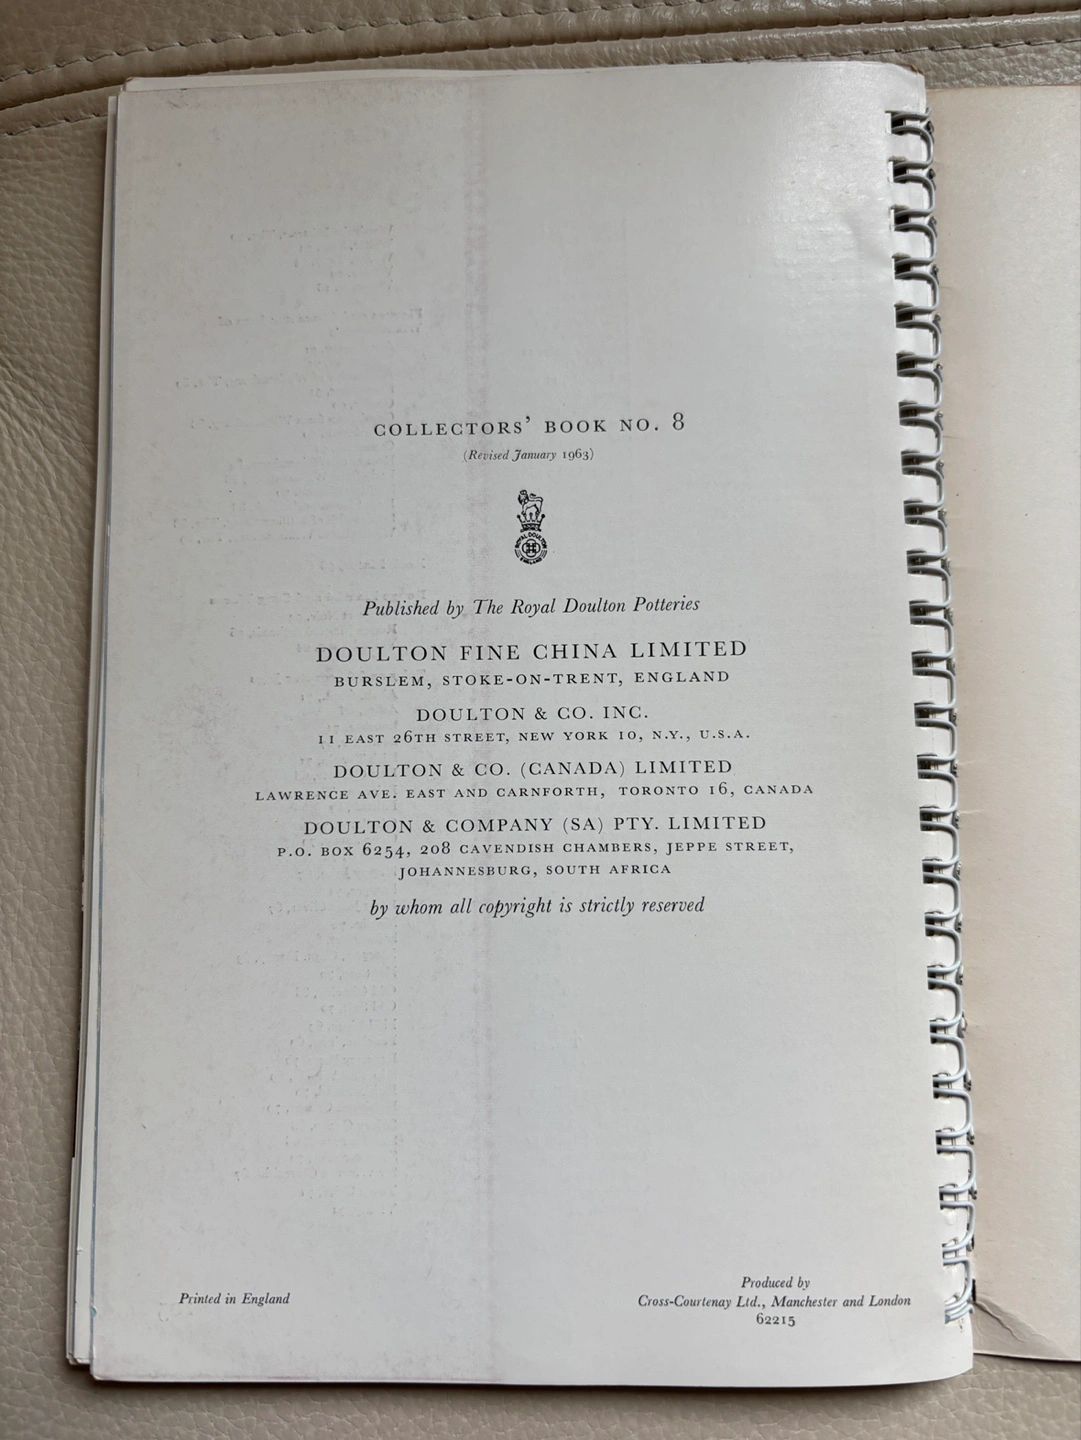 COLLECTORS' BOOK NO. 8
(Revised January 1963)
ROYAL DOULTON
ENGLAND
Published by The Royal Doulton Potteries
DOULTON FINE CHINA LIMITED
BURSLEM, STOKE-ON-TRENT, ENGLAND
DOULTON & CO. INC.
11 EAST 26TH STREET, NEW YORK 10, N.Y., U.S.A.
DOULTON & CO. (CANADA) LIMITED
LAWRENCE AVE. EAST AND CARNFORTH, TORONTO 16, CANADA
DOULTON & COMPANY (SA) PTY. LIMITED
P.O. BOX 6254, 208 CAVENDISH CHAMBERS, JEPPE STREET,
JOHANNESBURG, SOUTH AFRICA
by whom all copyright is strictly reserved
Printed in England
Produced by
Cross-Courtenay Ltd., Manchester and London
62215